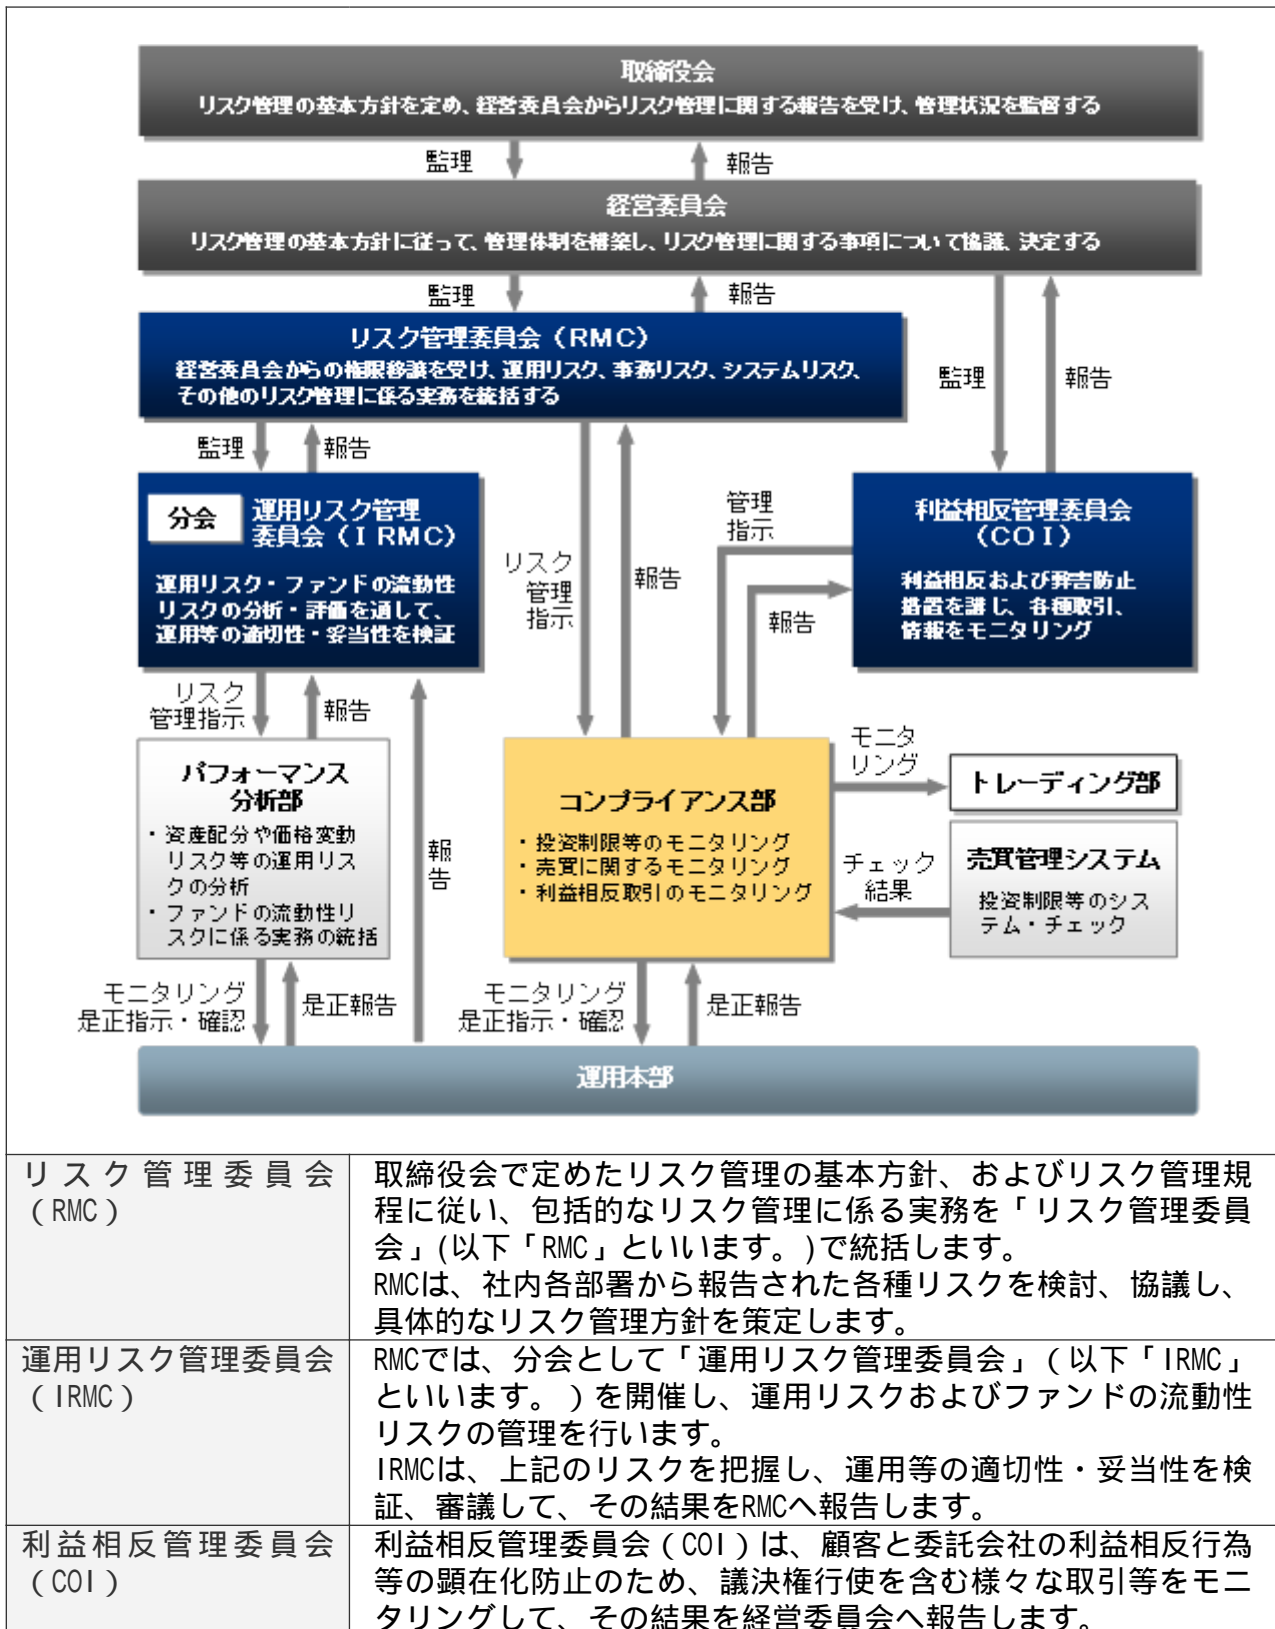 取締役会
リスク管理の基本方針を定め、経営委員会からリスク管理に関する報告を受け、管理状況を監督する
監理
報告
経営委員会
リスク管理の基本方針に従って、管理体制を構築し、リスク管理に関する事項について協議、決定する
監理
報告
リスク管理委員会（RMC）
経営委員会からの権限移譲を受け、運用リスク、事務リスク、システムリスク、
その他のリスク管理に係る実務を統括する
監理
報告
監理
報告
分会
運用リスク管理
委員会（IRMC）
運用リスク・ファンドの流動性
リスクの分析・評価を通して、
運用等の適切性・妥当性を検証
リスク
管理
指示
報告
管理
指示
報告
利益相反管理委員会
（COI）
利益相反および弊害防止
措置を講じ、各種取引、
情報をモニタリング
リスク
管理指示
報告
パフォーマンス
分析部
・資産配分や価格変動
リスク等の運用リス
クの分析
・ファンドの流動性リ
スクに係る実務の統括
報
告
コンプライアンス部
・投資制限等のモニタリング
・売買に関するモニタリング
・利益相反取引のモニタリング
モニタ
リング
トレーディング部
チェック
結果
売買管理システム
投資制限等のシス
テム・チェック
モニタリング
是正指示・確認
是正報告
モニタリング
是正指示・確認
是正報告
運用本部
リスク管理委員会
（RMC）
取締役会で定めたリスク管理の基本方針、およびリスク管理規
程に従い、包括的なリスク管理に係る実務を「リスク管理委員
会」(以下「RMC」といいます。)で統括します。
RMCは、社内各部署から報告された各種リスクを検討、協議し、
具体的なリスク管理方針を策定します。
運用リスク管理委員会
（IRMC）
RMCでは、分会として「運用リスク管理委員会」（以下「IRMC」
といいます。）を開催し、運用リスクおよびファンドの流動性
リスクの管理を行います。
IRMCは、上記のリスクを把握し、運用等の適切性・妥当性を検
証、審議して、その結果をRMCへ報告します。
利益相反管理委員会
（COI）
利益相反管理委員会（COI）は、顧客と委託会社の利益相反行為
等の顕在化防止のため、議決権行使を含む様々な取引等をモニ
タリングして、その結果を経営委員会へ報告します。